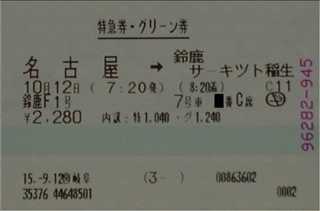 特急券・グリーン券
名古屋 → 鈴鹿サーキット稲生
10月12日 (7:20発) (8:20着) C11
鈴鹿F1号 7号車 番C席
¥2,280 内訳:特1,040・グ1,240
15.-9.12 岐阜 (3- ) 00863602
35376 44648501 0002
96282-945